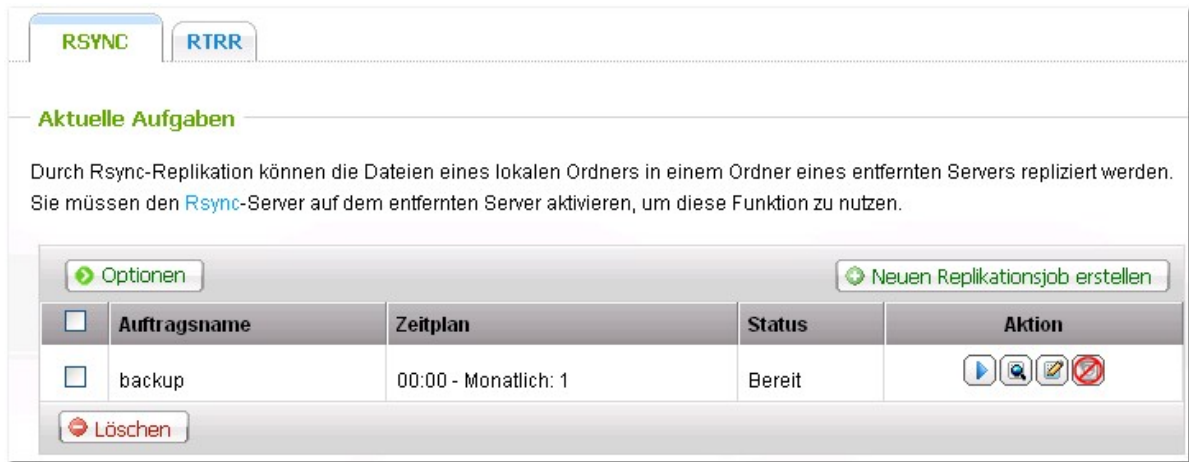 RSYNC RTRR
Aktuelle Aufgaben
Durch Rsync-Replikation können die Dateien eines lokalen Ordners in einem Ordner eines entfernten Servers repliziert werden.
Sie müssen den Rsync-Server auf dem entfernten Server aktivieren, um diese Funktion zu nutzen.
Optionen Neuen Replikationsjob erstellen
Auftragsname Zeitplan Status Aktion
backup 00:00 - Monatlich: 1 Bereit
Löschen